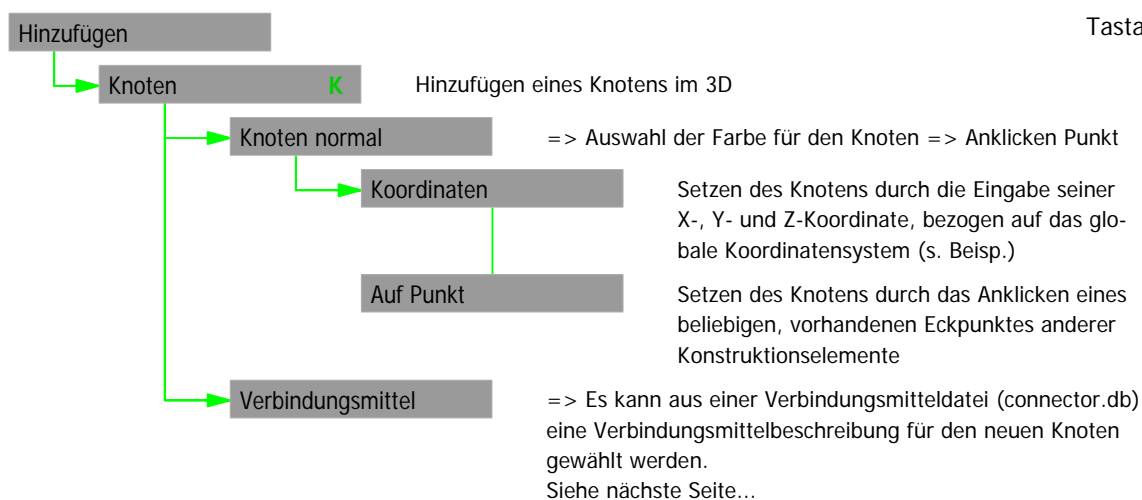 Hinzufügen
Knoten K Hinzufügen eines Knotens im 3D
Knoten normal => Auswahl der Farbe für den Knoten => Anklicken Punkt
Koordinaten Setzen des Knotens durch die Eingabe seiner
X-, Y- und Z-Koordinate, bezogen auf das glo-
bale Koordinatensystem (s. Beisp.)
Auf Punkt Setzen des Knotens durch das Anklicken eines
beliebigen, vorhandenen Eckpunktes anderer
Konstruktionselemente
Verbindungsmittel => Es kann aus einer Verbindungsmitteldatei (connector.db)
eine Verbindungsmittelbeschreibung für den neuen Knoten
gewählt werden.
Siehe nächste Seite...